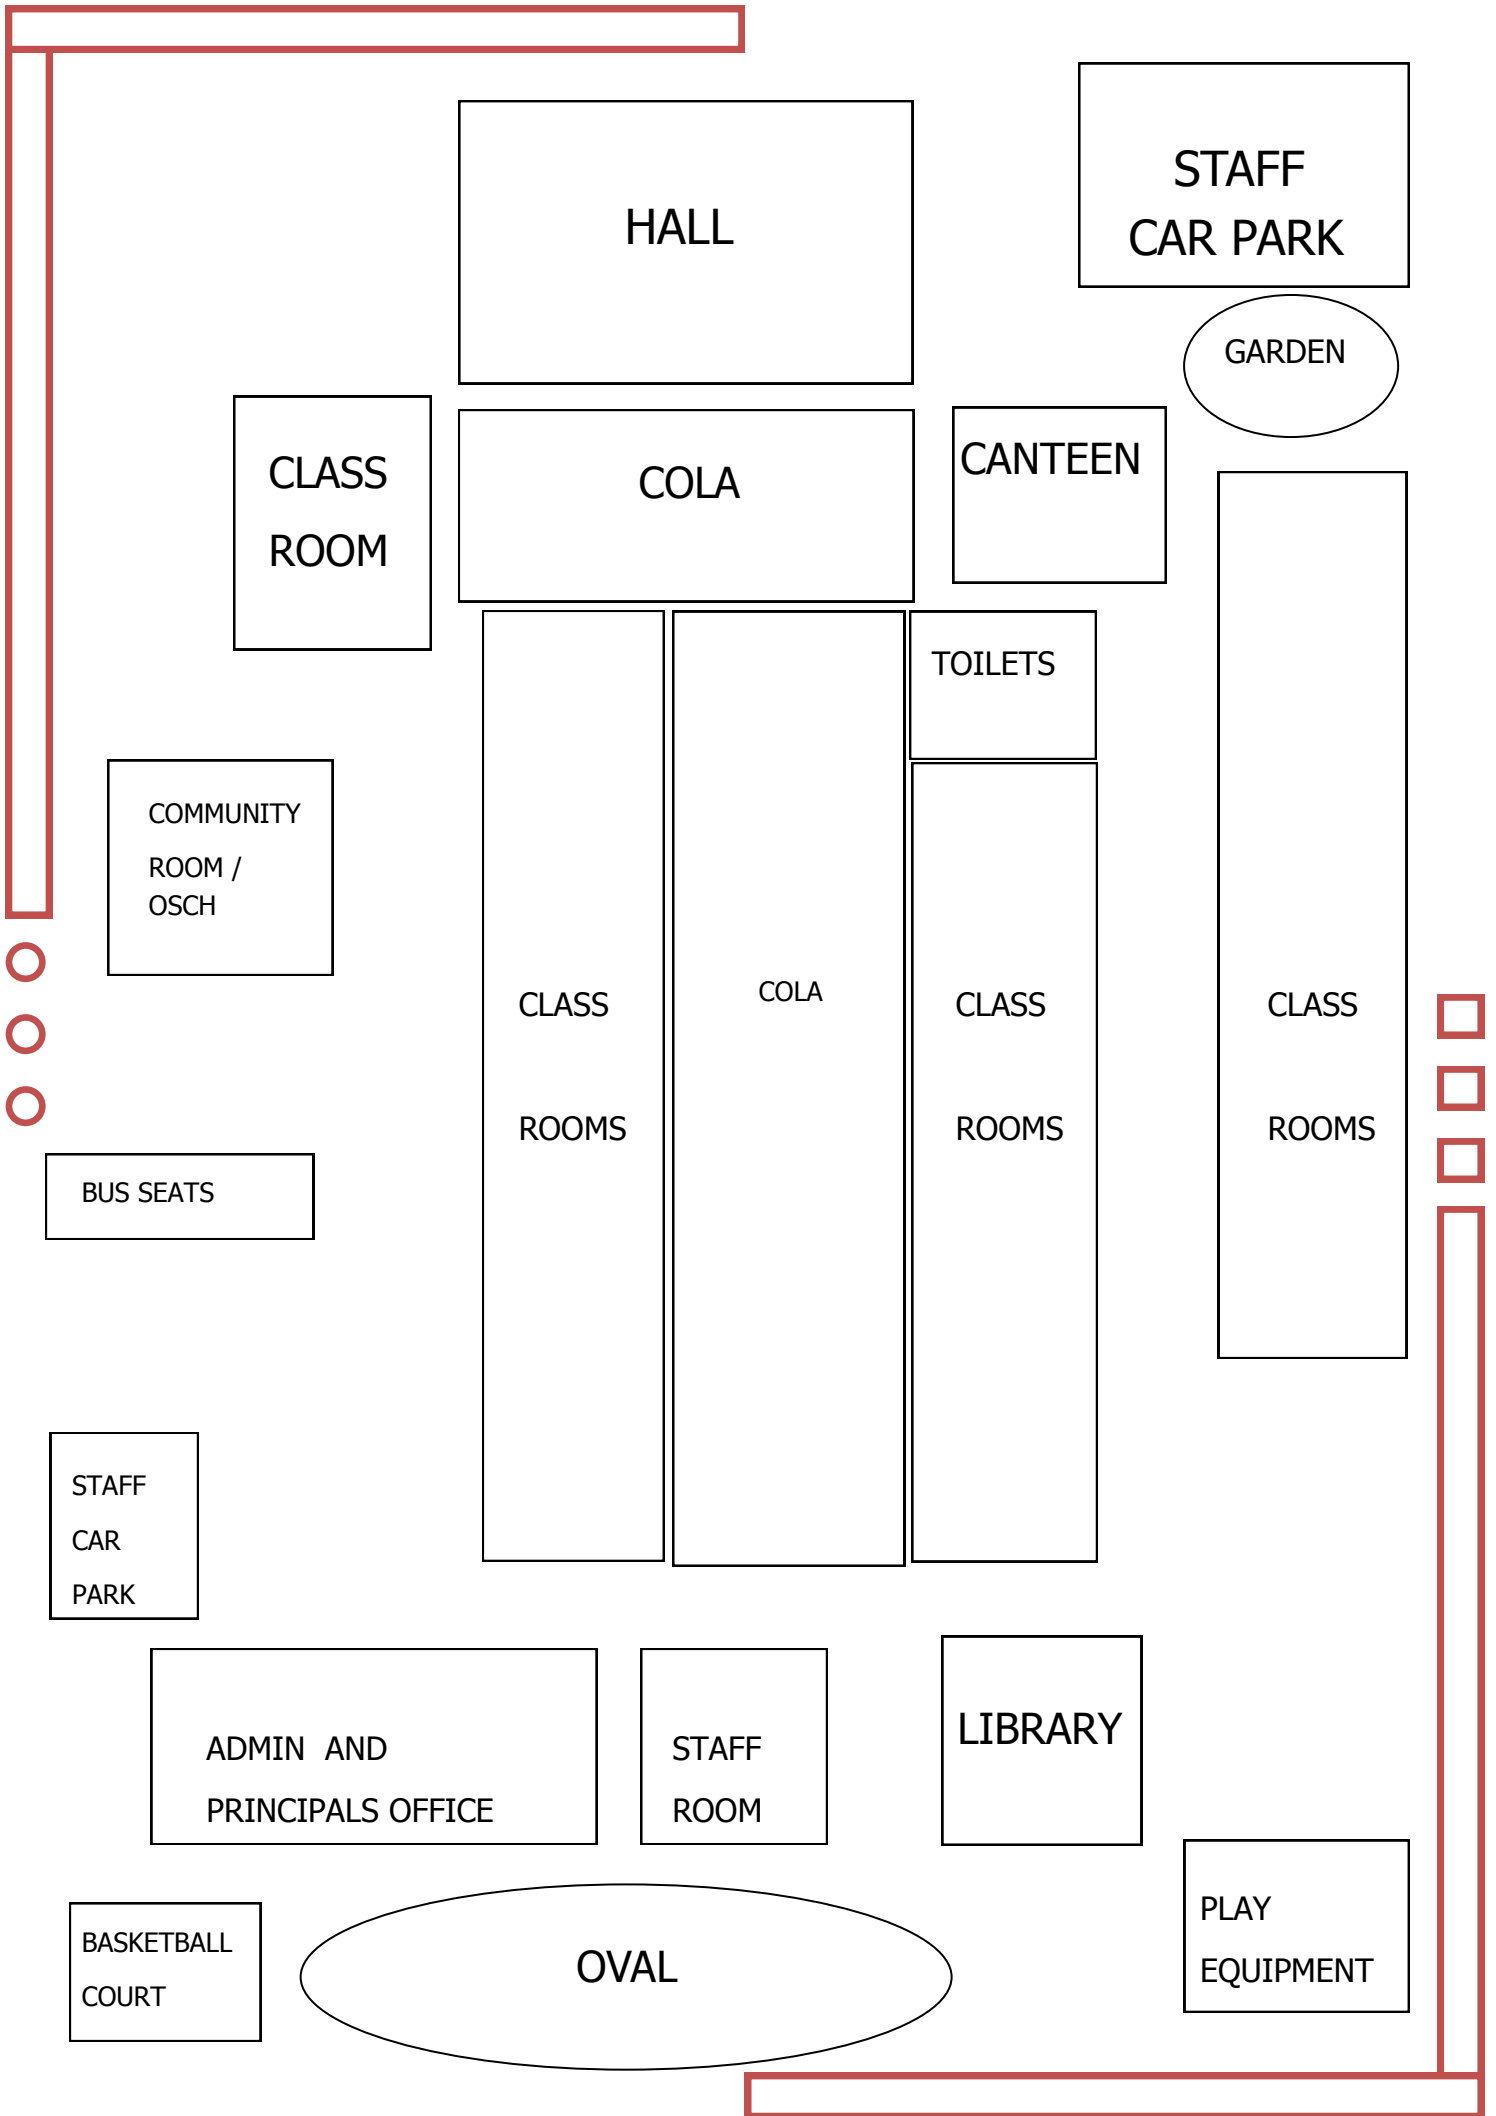 HALL
STAFF
CAR PARK
GARDEN
CLASS
ROOM
COLA
CANTEEN
TOILETS
COMMUNITY
ROOM /
OSCH
CLASS
ROOMS
COLA
CLASS
ROOMS
CLASS
ROOMS
BUS SEATS
STAFF
CAR
PARK
ADMIN  AND
PRINCIPALS OFFICE
STAFF
ROOM
LIBRARY
PLAY
EQUIPMENT
BASKETBALL
COURT
OVAL